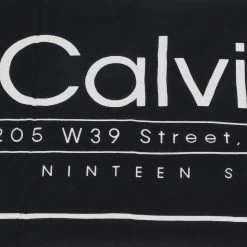 Calvi
205 W39 Street,
NINTEEN S